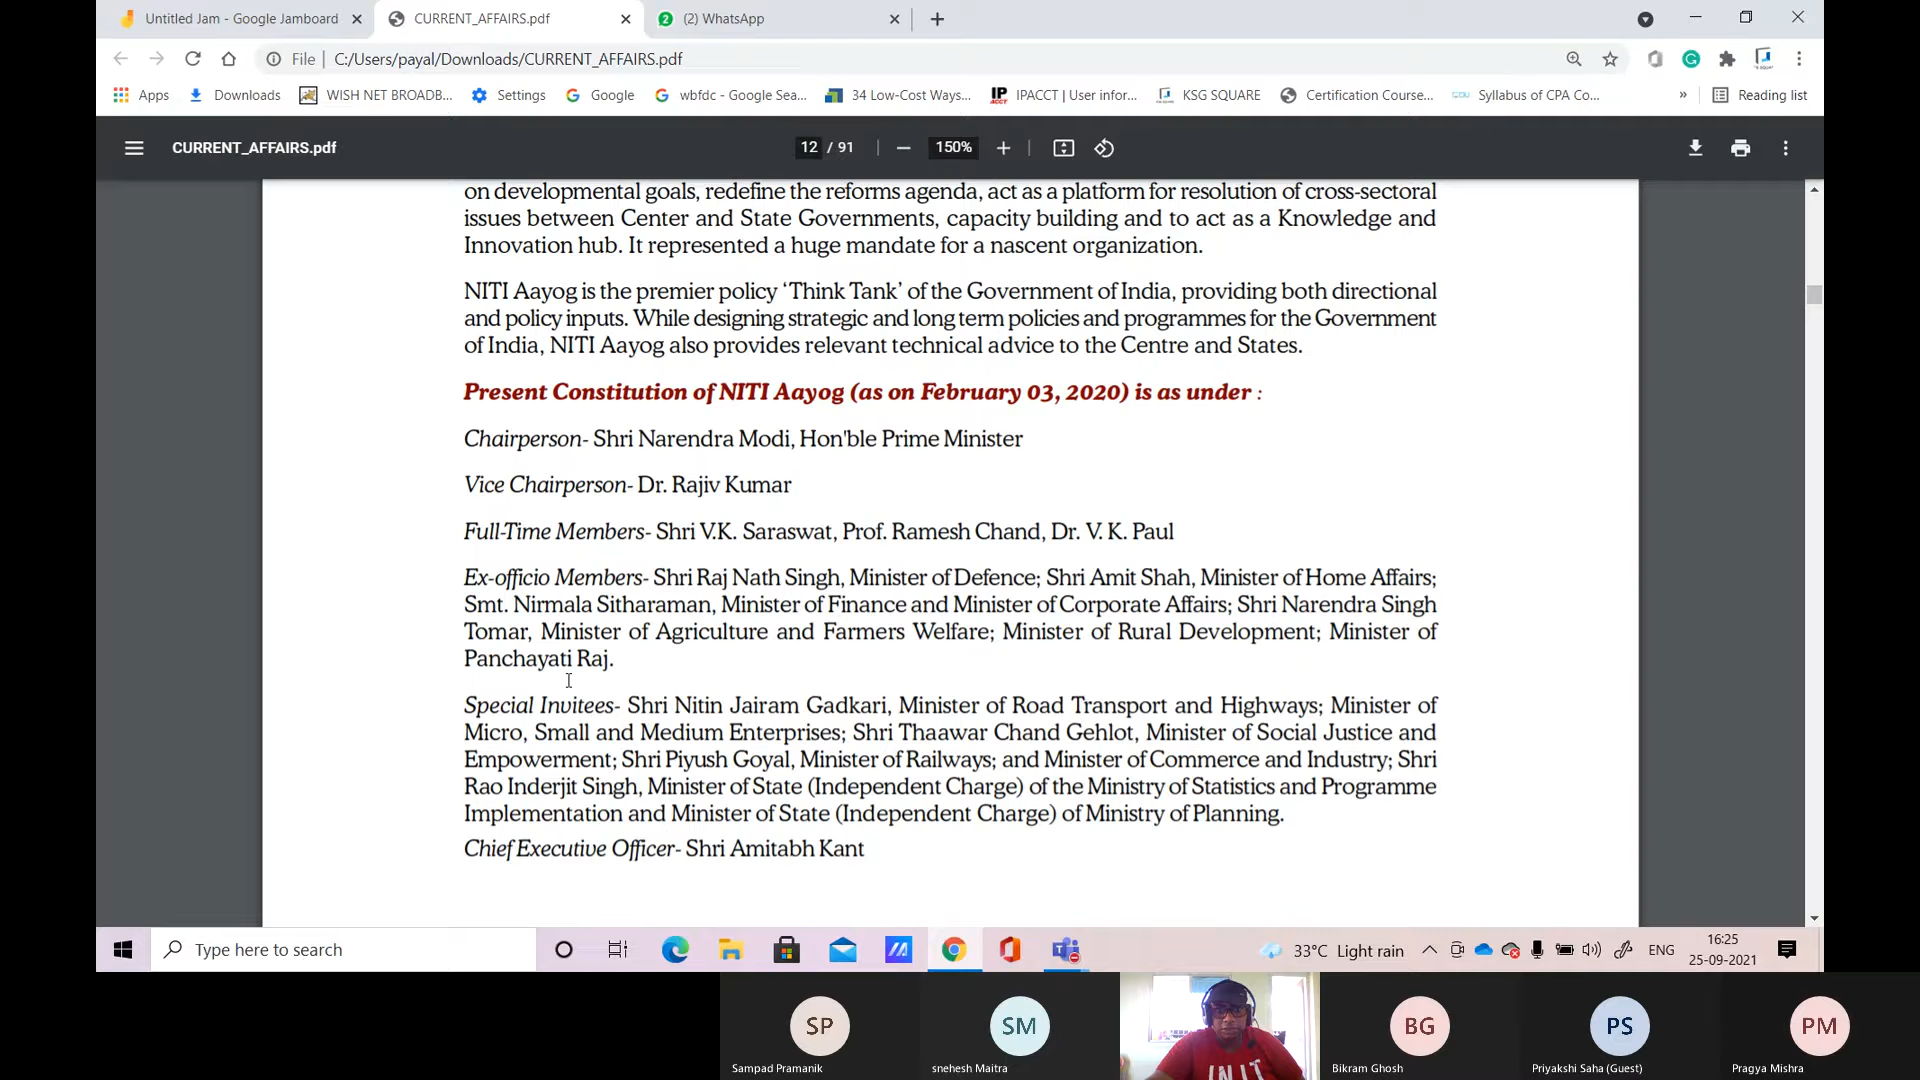 Untitled Jam - Google Jamboard
CURRENT_AFFAIRS.pdf
(2) WhatsApp
File
C:/Users/payal/Downloads/CURRENT_AFFAIRS.pdf
Apps
Downloads
WISH NET BROADB...
Settings
Google
wbfdc - Google Sea...
34 Low-Cost Ways...
IPACCT | User infor...
KSG SQUARE
Certification Course...
Syllabus of CPA Co...
»
Reading list
CURRENT_AFFAIRS.pdf
12 / 91
150%
on developmental goals, redefine the reforms agenda, act as a platform for resolution of cross-sectoral
issues between Center and State Governments, capacity building and to act as a Knowledge and
Innovation hub. It represented a huge mandate for a nascent organization.
NITI Aayog is the premier policy ‘Think Tank’ of the Government of India, providing both directional
and policy inputs. While designing strategic and long term policies and programmes for the Government
of India, NITI Aayog also provides relevant technical advice to the Centre and States.
Present Constitution of NITI Aayog (as on February 03, 2020) is as under :
Chairperson- Shri Narendra Modi, Hon'ble Prime Minister
Vice Chairperson- Dr. Rajiv Kumar
Full-Time Members- Shri V.K. Saraswat, Prof. Ramesh Chand, Dr. V. K. Paul
Ex-officio Members- Shri Raj Nath Singh, Minister of Defence; Shri Amit Shah, Minister of Home Affairs;
Smt. Nirmala Sitharaman, Minister of Finance and Minister of Corporate Affairs; Shri Narendra Singh
Tomar, Minister of Agriculture and Farmers Welfare; Minister of Rural Development; Minister of
Panchayati Raj.
Special Invitees- Shri Nitin Jairam Gadkari, Minister of Road Transport and Highways; Minister of
Micro, Small and Medium Enterprises; Shri Thaawar Chand Gehlot, Minister of Social Justice and
Empowerment; Shri Piyush Goyal, Minister of Railways; and Minister of Commerce and Industry; Shri
Rao Inderjit Singh, Minister of State (Independent Charge) of the Ministry of Statistics and Programme
Implementation and Minister of State (Independent Charge) of Ministry of Planning.
Chief Executive Officer- Shri Amitabh Kant
Type here to search
33°C Light rain
ENG
16:25
25-09-2021
SP
SM
BG
PS
PM
Sampad Pramanik
snehesh Maitra
Bikram Ghosh
Priyakshi Saha (Guest)
Pragya Mishra